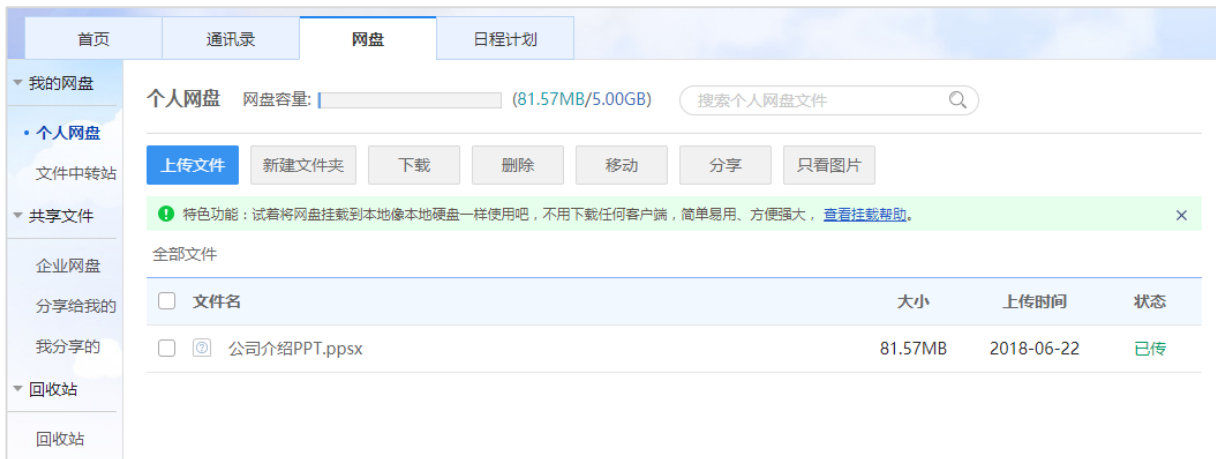 首页 通讯录 网盘 日程计划
我的网盘
个人网盘
文件中转站
共享文件
企业网盘
分享给我的
我分享的
回收站
回收站
个人网盘 网盘容量: (81.57MB/5.00GB) 搜索个人网盘文件
上传文件 新建文件夹 下载 删除 移动 分享 只看图片
特色功能：试着将网盘挂载到本地像本地硬盘一样使用吧，不用下载任何客户端，简单易用、方便强大，查看挂载帮助。
全部文件
文件名 大小 上传时间 状态
公司介绍PPT.ppsx 81.57MB 2018-06-22 已传